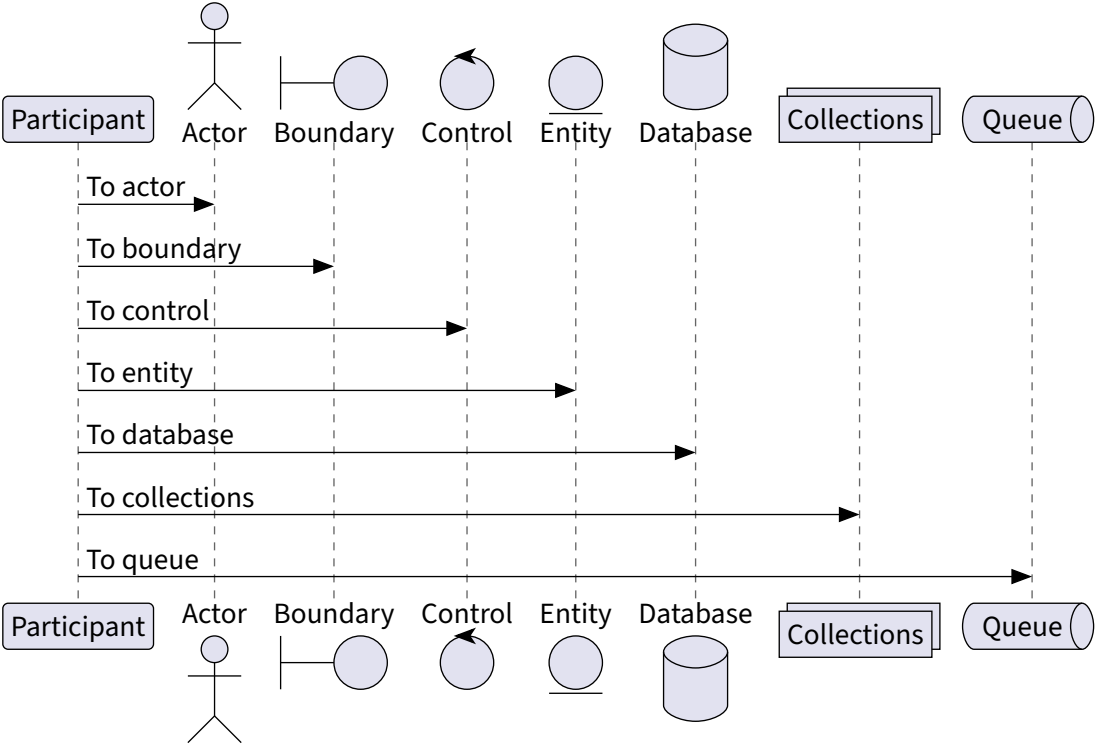 Participant
Actor
Boundary
Control
Entity
Database
Collections
Queue
To actor
To boundary
To control
To entity
To database
To collections
To queue
Participant
Actor
Boundary
Control
Entity
Database
Collections
Queue